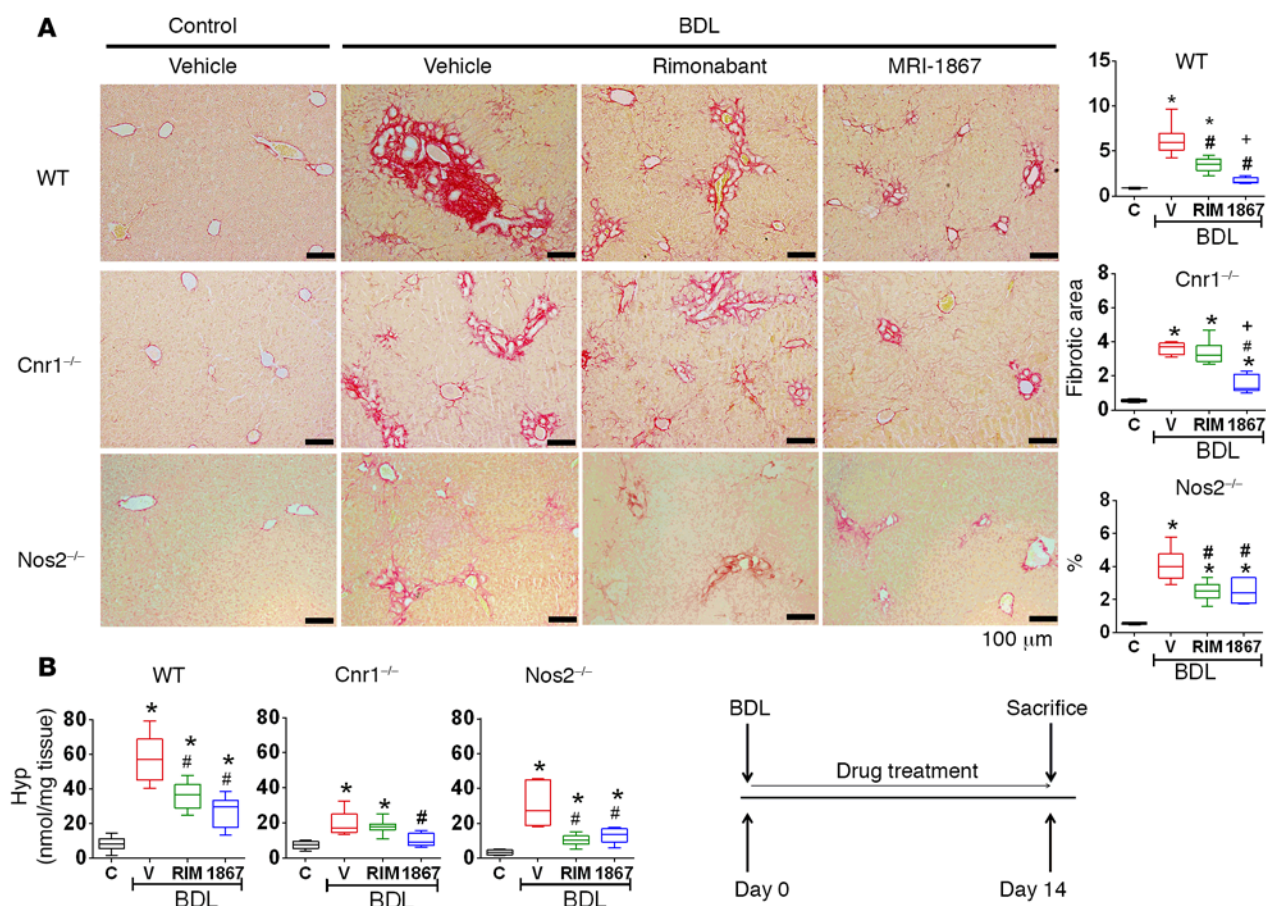 A
Control
BDL
Vehicle
Vehicle
Rimonabant
MRI-1867
WT
Cnr1⁻/⁻
Nos2⁻/⁻
100 μm
WT
15
10
5
0
*
*
#
+
#
C
V
RIM
1867
BDL
Fibrotic area
Cnr1⁻/⁻
8
6
4
2
0
*
*
+
#
*
C
V
RIM
1867
BDL
%
Nos2⁻/⁻
8
6
4
2
0
*
#
*
#
*
C
V
RIM
1867
BDL
B
Hyp
(nmol/mg tissue)
WT
80
60
40
20
0
*
*
#
*
#
C
V
RIM
1867
BDL
Cnr1⁻/⁻
80
60
40
20
0
*
*
#
C
V
RIM
1867
BDL
Nos2⁻/⁻
80
60
40
20
0
*
*
#
*
#
C
V
RIM
1867
BDL
BDL
Sacrifice
Drug treatment
Day 0
Day 14